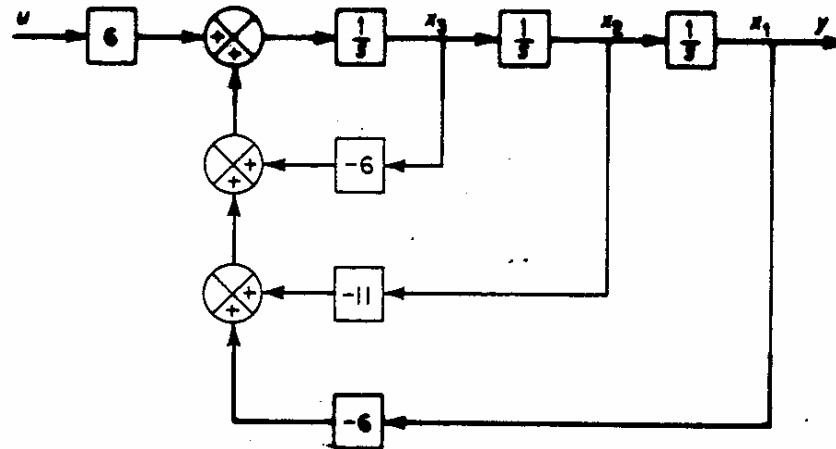 u 6 + + 1/s x₃ 1/s x₂ 1/s x₁ y
+ + -6
+ + -11
-6